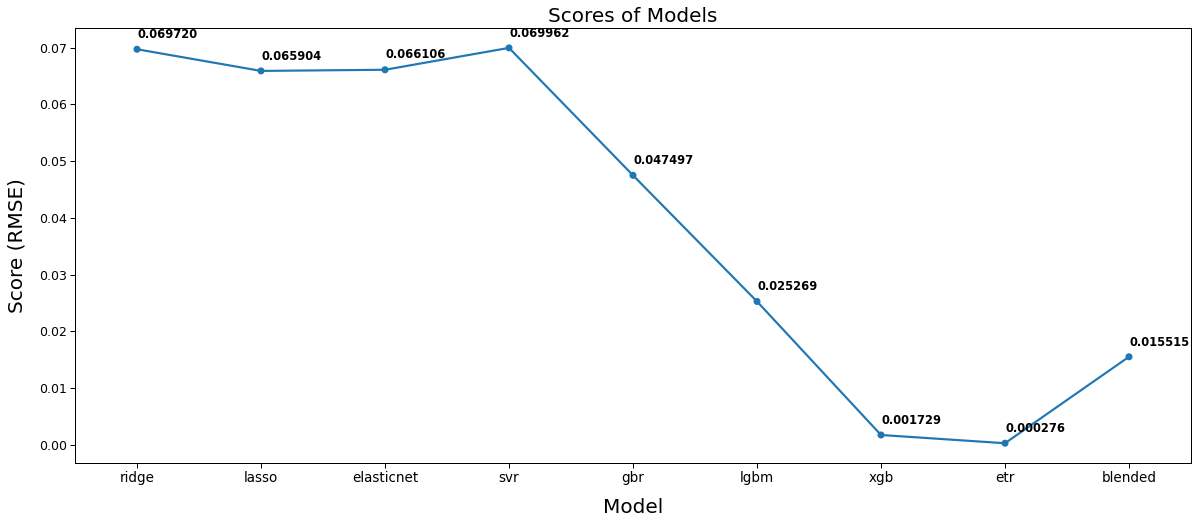 Scores of Models
Score (RMSE)
0.07
0.06
0.05
0.04
0.03
0.02
0.01
0.00
0.069720
0.065904
0.066106
0.069962
0.047497
0.025269
0.001729
0.000276
0.015515
ridge
lasso
elasticnet
svr
gbr
lgbm
xgb
etr
blended
Model